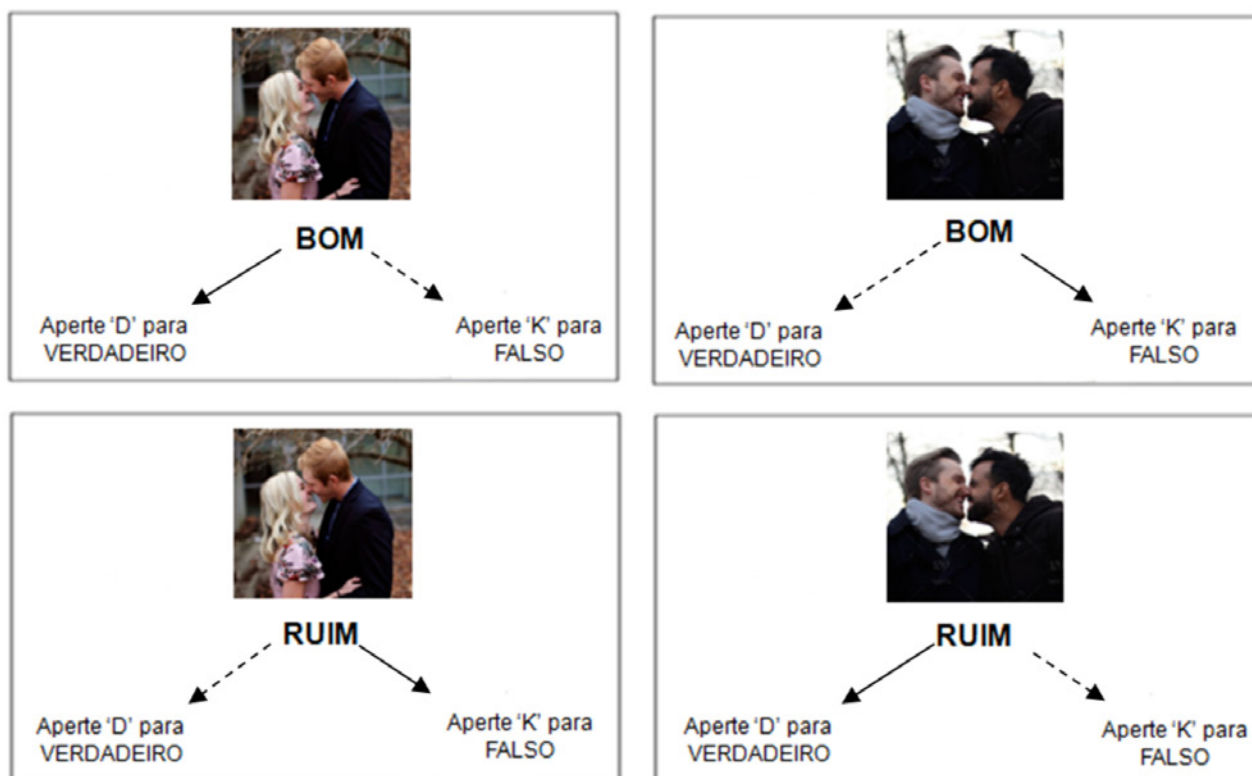 BOM
Aperte ‘D’ para
VERDADEIRO
Aperte ‘K’ para
FALSO
BOM
Aperte ‘D’ para
VERDADEIRO
Aperte ‘K’ para
FALSO
RUIM
Aperte ‘D’ para
VERDADEIRO
Aperte ‘K’ para
FALSO
RUIM
Aperte ‘D’ para
VERDADEIRO
Aperte ‘K’ para
FALSO